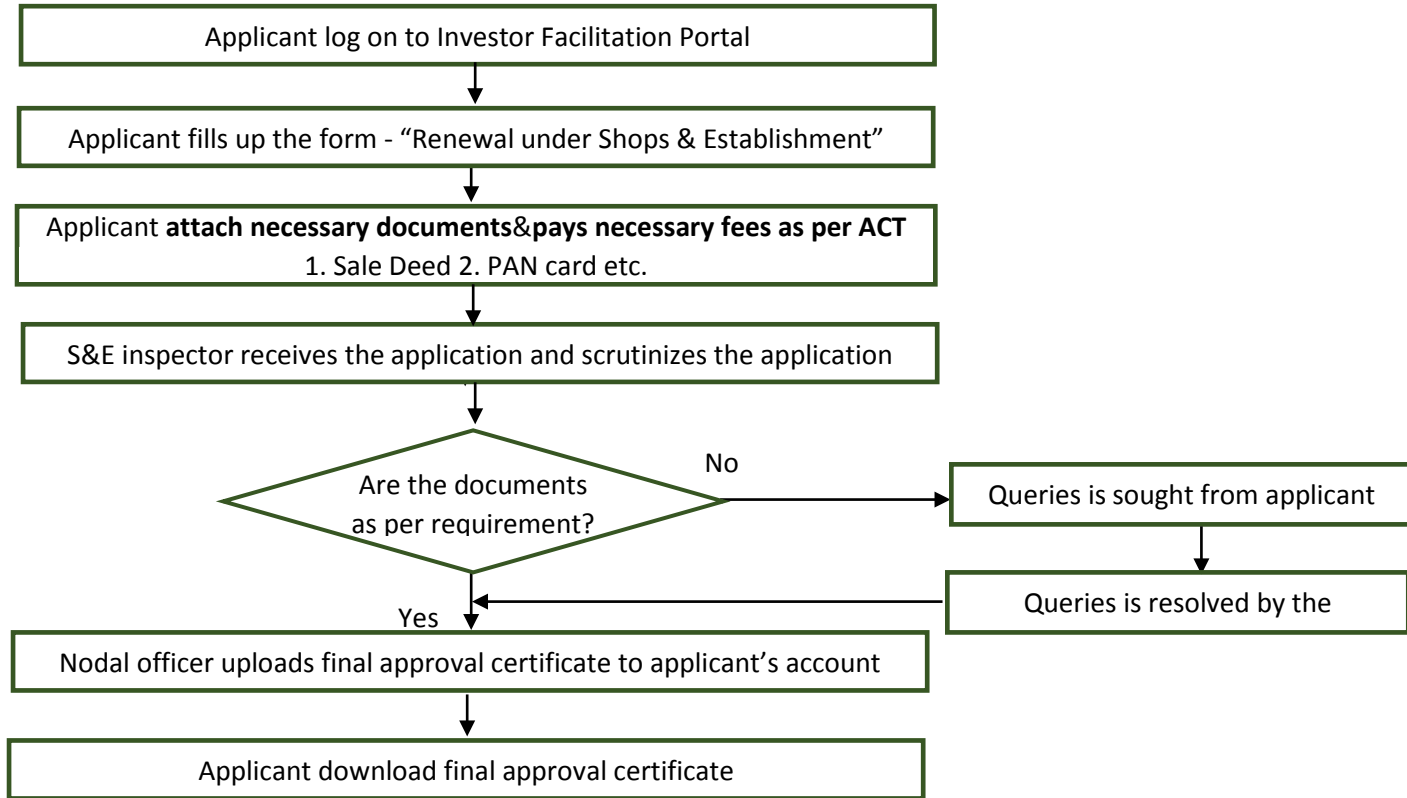 Applicant log on to Investor Facilitation Portal
Applicant fills up the form - “Renewal under Shops & Establishment”
Applicant attach necessary documents&pays necessary fees as per ACT
1. Sale Deed 2. PAN card etc.
S&E inspector receives the application and scrutinizes the application
Are the documents
as per requirement?
No
Queries is sought from applicant
Queries is resolved by the
Yes
Nodal officer uploads final approval certificate to applicant’s account
Applicant download final approval certificate